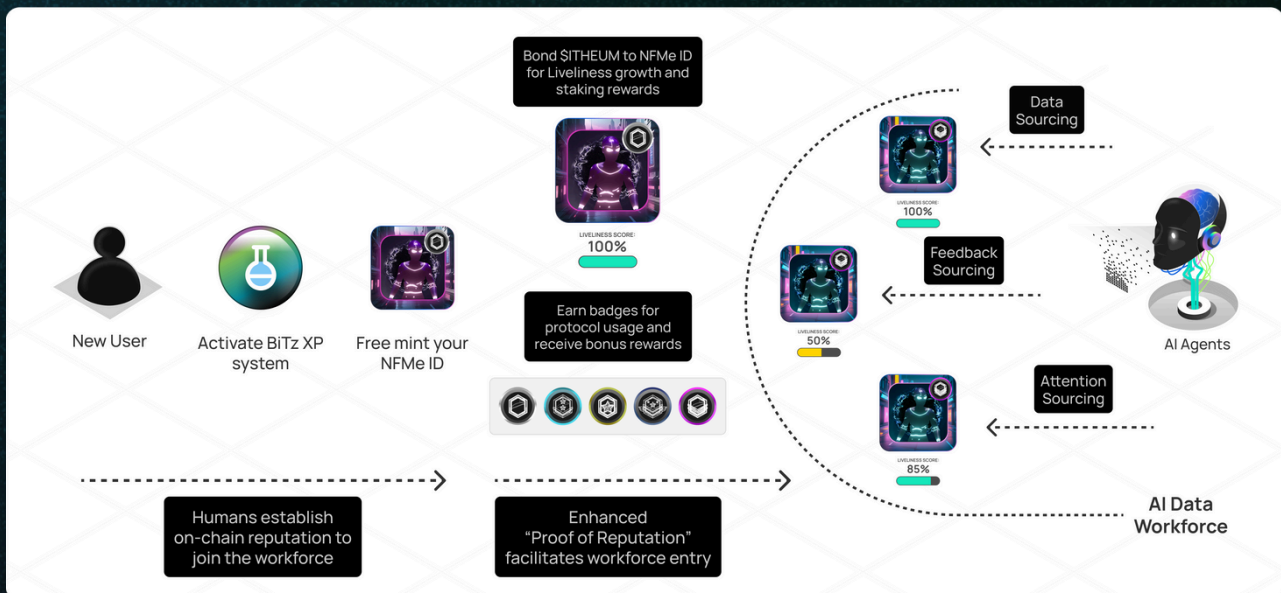 New User
Activate BiTz XP
system
Free mint your
NFMe ID
Bond $ITHEUM to NFMe ID
for Liveliness growth and
staking rewards
LIVELINESS SCORE:
100%
Earn badges for
protocol usage and
receive bonus rewards
Humans establish
on-chain reputation to
join the workforce
Enhanced
“Proof of Reputation”
facilitates workforce entry
LIVELINESS SCORE:
100%
LIVELINESS SCORE:
50%
LIVELINESS SCORE:
85%
Data
Sourcing
Feedback
Sourcing
Attention
Sourcing
AI Agents
AI Data
Workforce